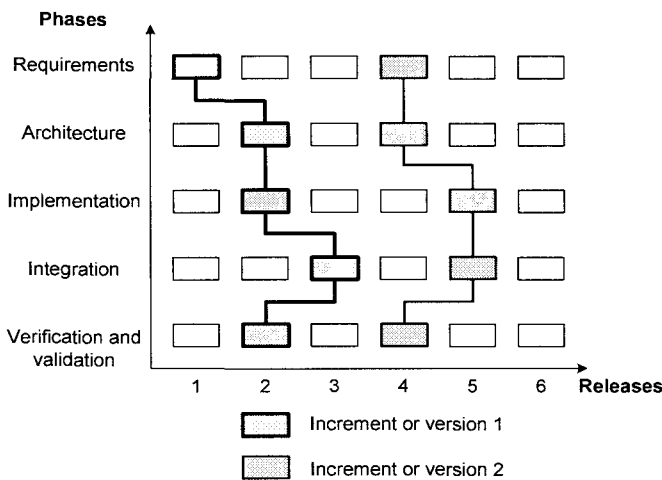 Phases
Requirements
Architecture
Implementation
Integration
Verification and
validation
1 2 3 4 5 6 Releases
Increment or version 1
Increment or version 2